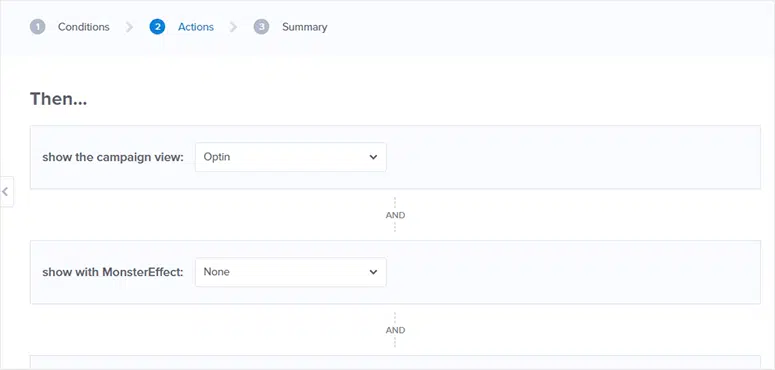 1 Conditions 2 Actions 3 Summary
Then...
show the campaign view: Optin
AND
show with MonsterEffect: None
AND